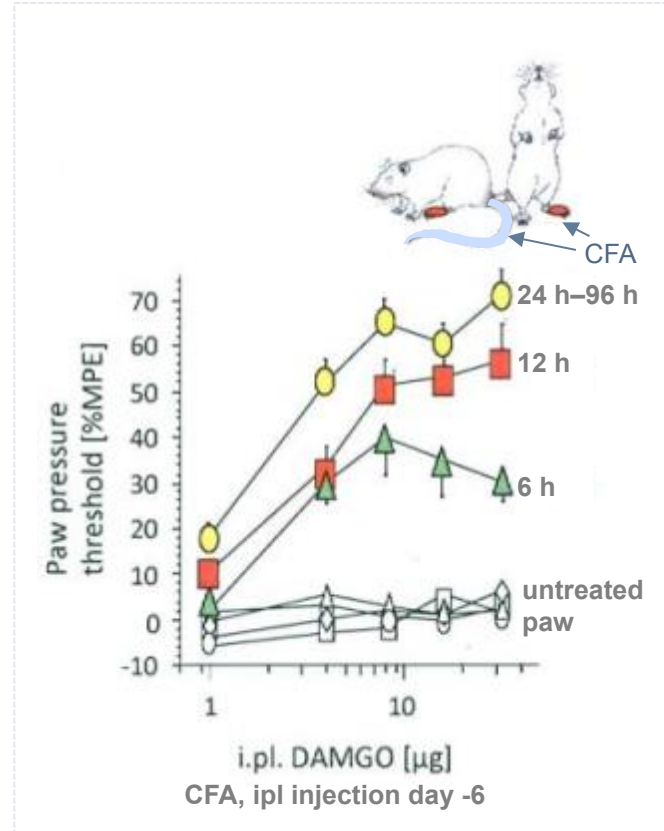 CFA
70
60
50
40
30
20
10
0
-10
Paw pressure
threshold [%MPE]
24 h–96 h
12 h
6 h
untreated
paw
1
10
i.pl. DAMGO [µg]
CFA, ipl injection day -6